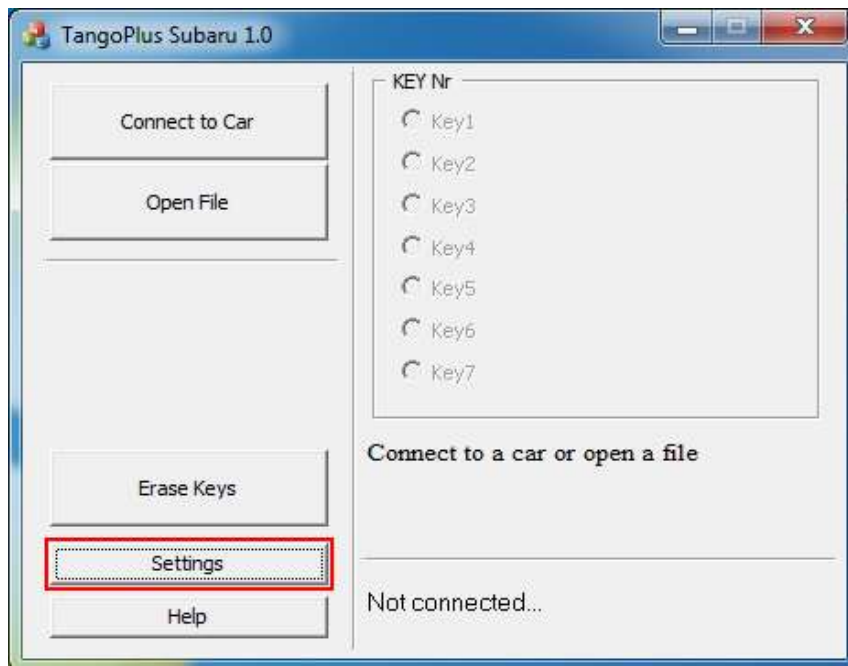 TangoPlus Subaru 1.0
Connect to Car
Open File
Erase Keys
Settings
Help
KEY Nr
Key1
Key2
Key3
Key4
Key5
Key6
Key7
Connect to a car or open a file
Not connected...